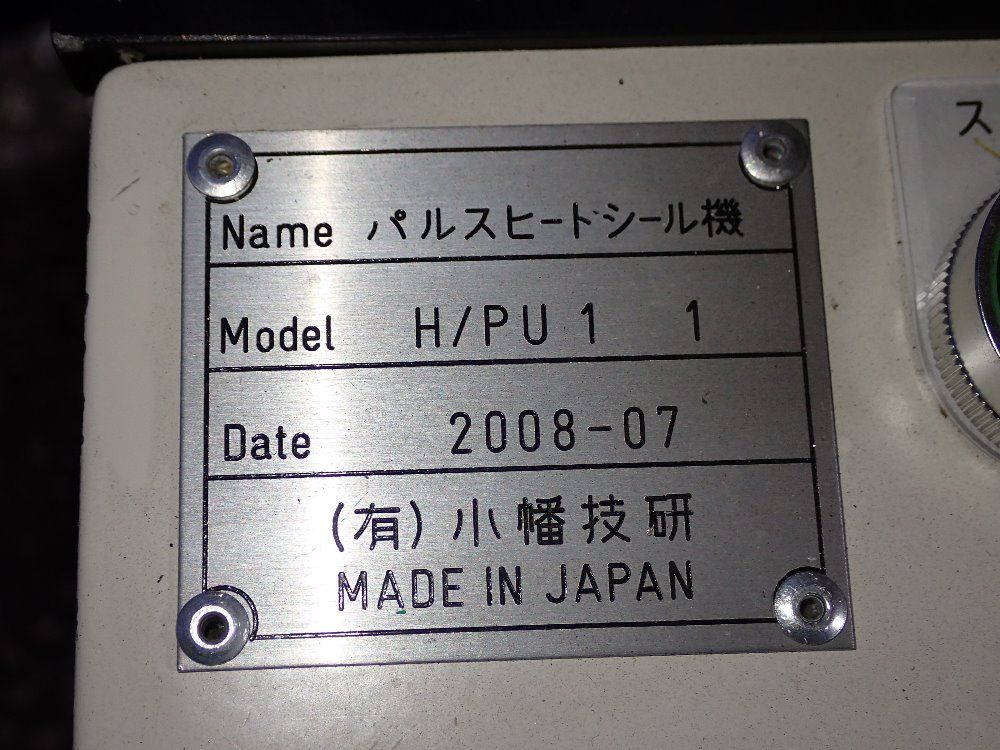 Name パルスヒートシール機
Model H/PU 1 1
Date 2008-07
(有) 小幡技研
MADE IN JAPAN
ス